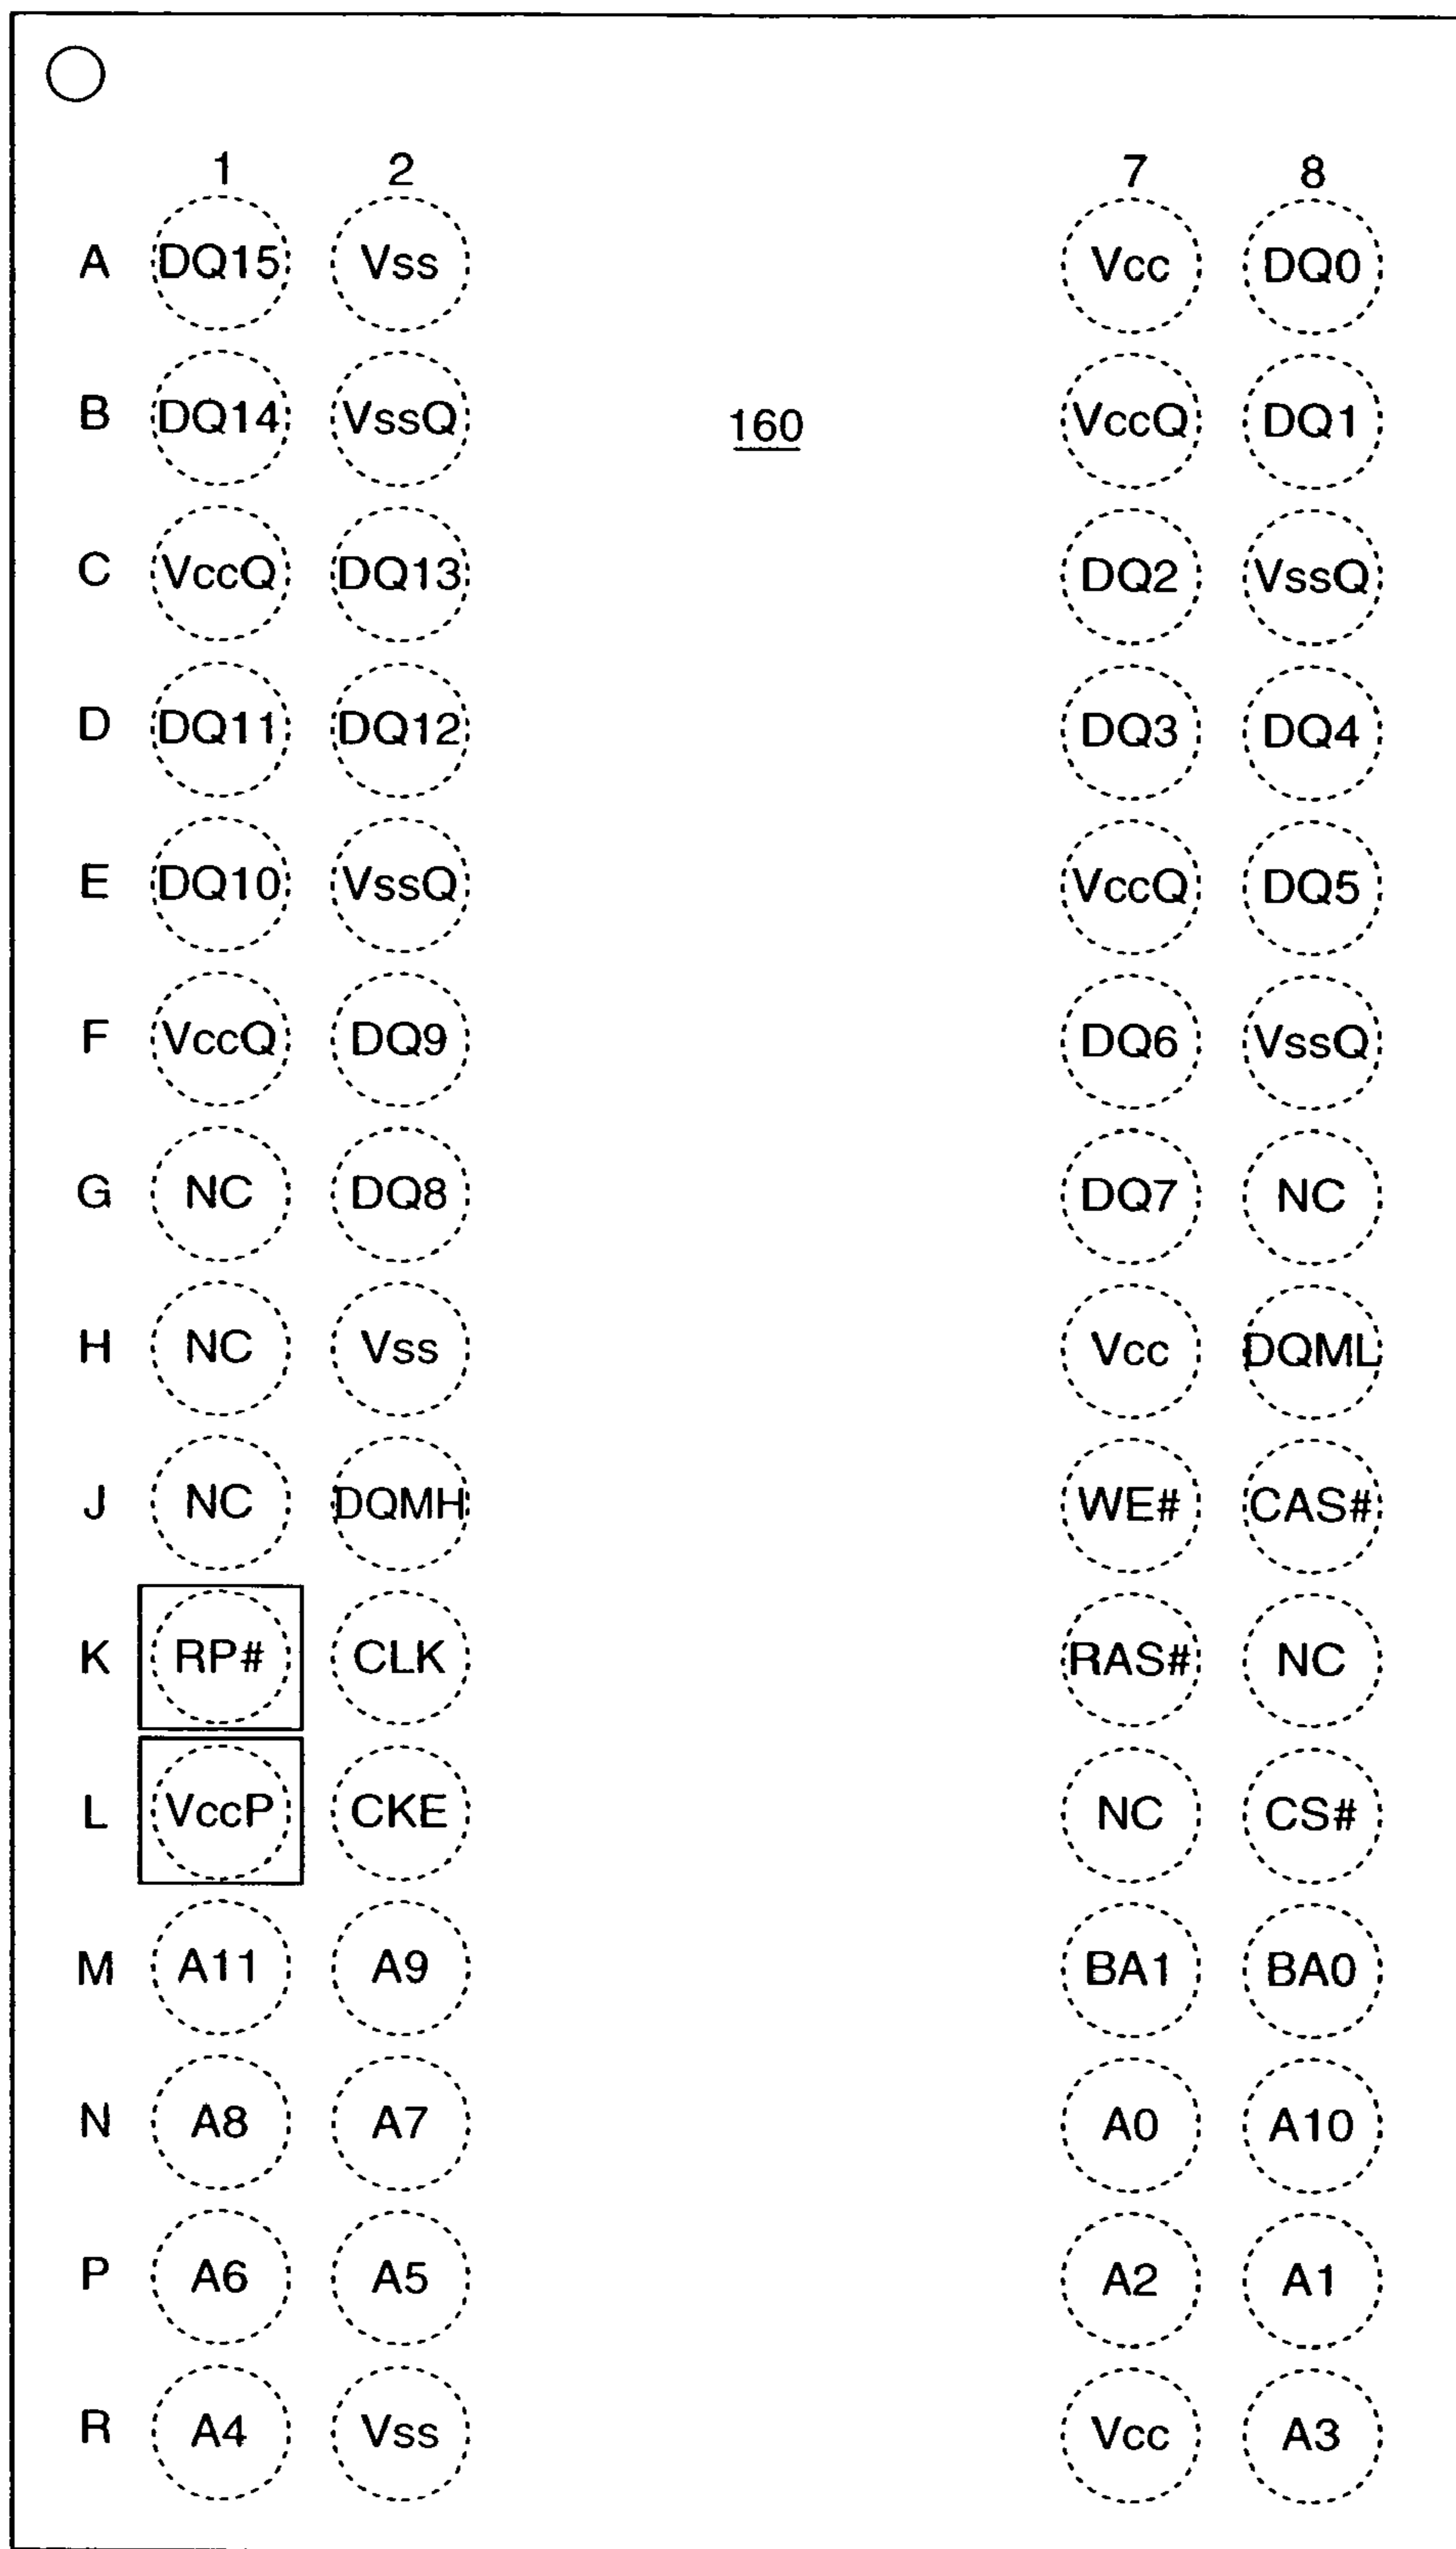 1 2 7 8
A DQ15 Vss Vcc DQ0
B DQ14 VssQ 160 VccQ DQ1
C VccQ DQ13 DQ2 VssQ
D DQ11 DQ12 DQ3 DQ4
E DQ10 VssQ VccQ DQ5
F VccQ DQ9 DQ6 VssQ
G NC DQ8 DQ7 NC
H NC Vss Vcc DQML
J NC DQMH WE# CAS#
K RP# CLK RAS# NC
L VccP CKE NC CS#
M A11 A9 BA1 BA0
N A8 A7 A0 A10
P A6 A5 A2 A1
R A4 Vss Vcc A3